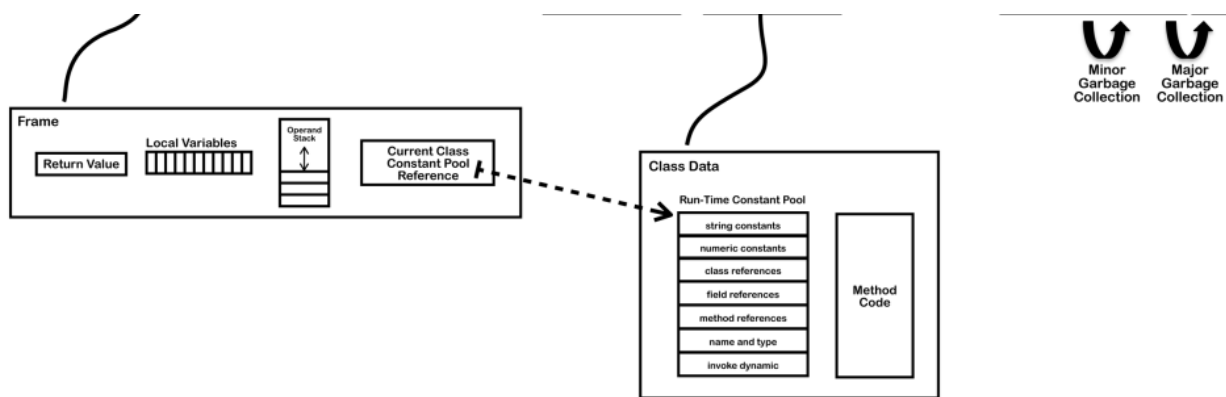 Minor
Garbage
Collection
Major
Garbage
Collection
Frame
Return Value
Local Variables
Operand
Stack
Current Class
Constant Pool
Reference
Class Data
Run-Time Constant Pool
string constants
numeric constants
class references
field references
method references
name and type
invoke dynamic
Method
Code